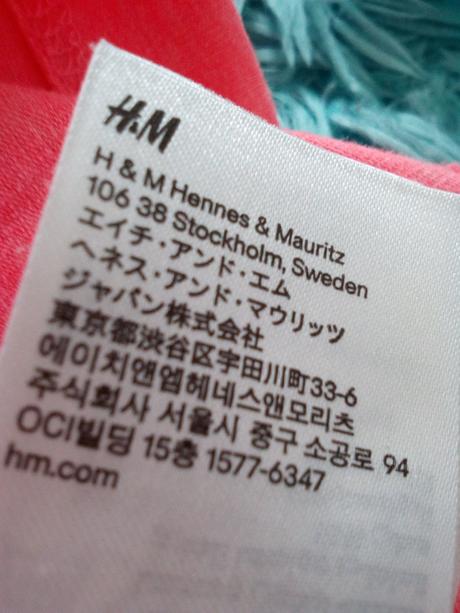 H&M
H & M Hennes & Mauritz
106 38 Stockholm, Sweden
エイチ・アンド・エム
ヘネス・アンド・マウリッツ
ジャパン株式会社
東京都渋谷区宇田川町33-6
에이치앤엠헤네스앤모리츠
주식회사 서울시 중구 소공로 94
OCI빌딩 15층 1577-6347
hm.com